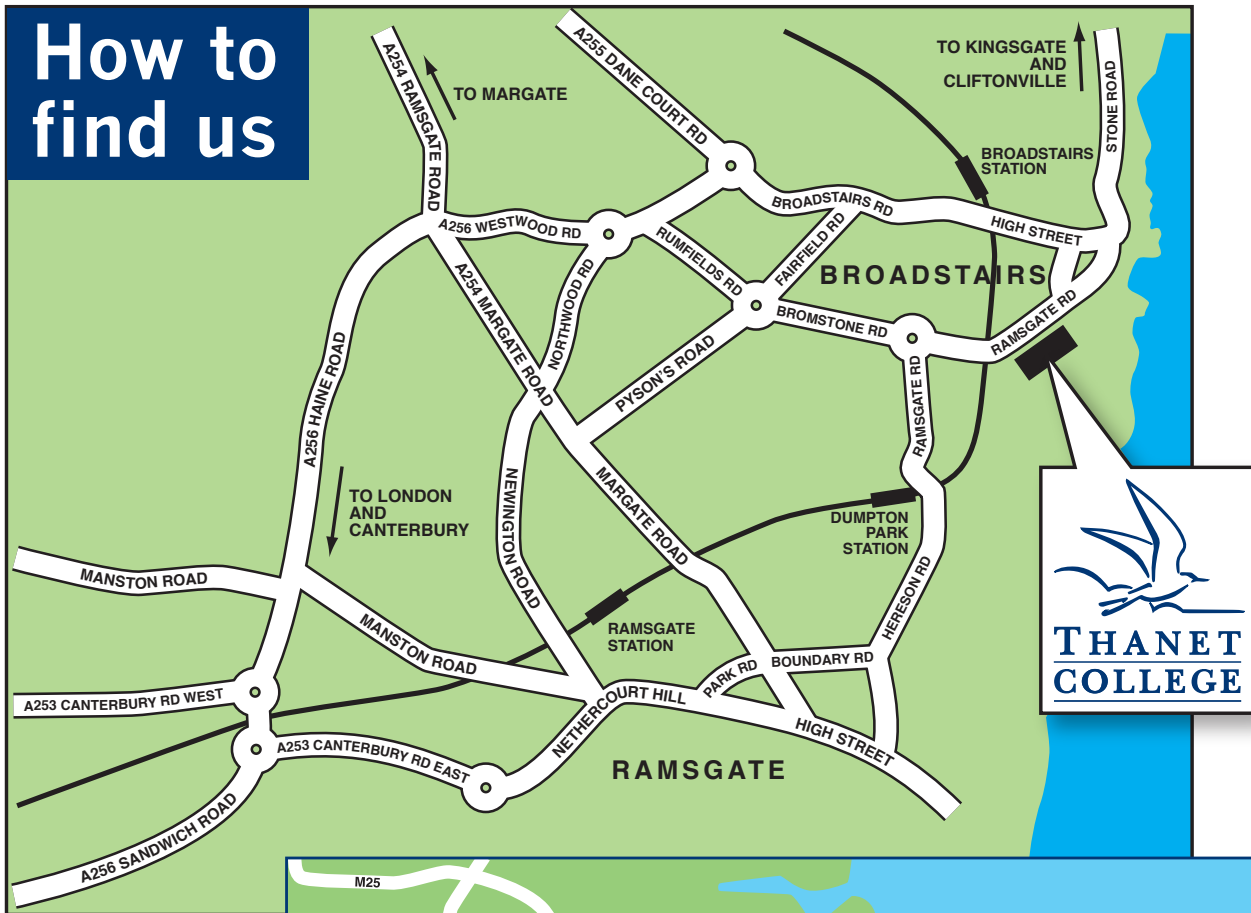 How to
find us
A254 RAMSGATE ROAD
TO MARGATE
A255 DANE COURT RD
TO KINGSGATE
AND
CLIFTONVILLE
STONE ROAD
BROADSTAIRS
STATION
BROADSTAIRS RD
HIGH STREET
A256 WESTWOOD RD
RUMFIELDS RD
FAIRFIELD RD
BROADSTAIRS
NORTHWOOD RD
A254 MARGATE ROAD
BROMSTONE RD
RAMSGATE RD
PYSON'S ROAD
RAMSGATE RD
A256 HAINE ROAD
TO LONDON
AND
CANTERBURY
NEWINGTON ROAD
MARGATE ROAD
DUMPTON
PARK
STATION
HERESON RD
THANET
COLLEGE
MANSTON ROAD
MANSTON ROAD
RAMSGATE
STATION
PARK RD
BOUNDARY RD
A253 CANTERBURY RD WEST
NETHERCOURT HILL
HIGH STREET
A253 CANTERBURY RD EAST
RAMSGATE
A256 SANDWICH ROAD
M25